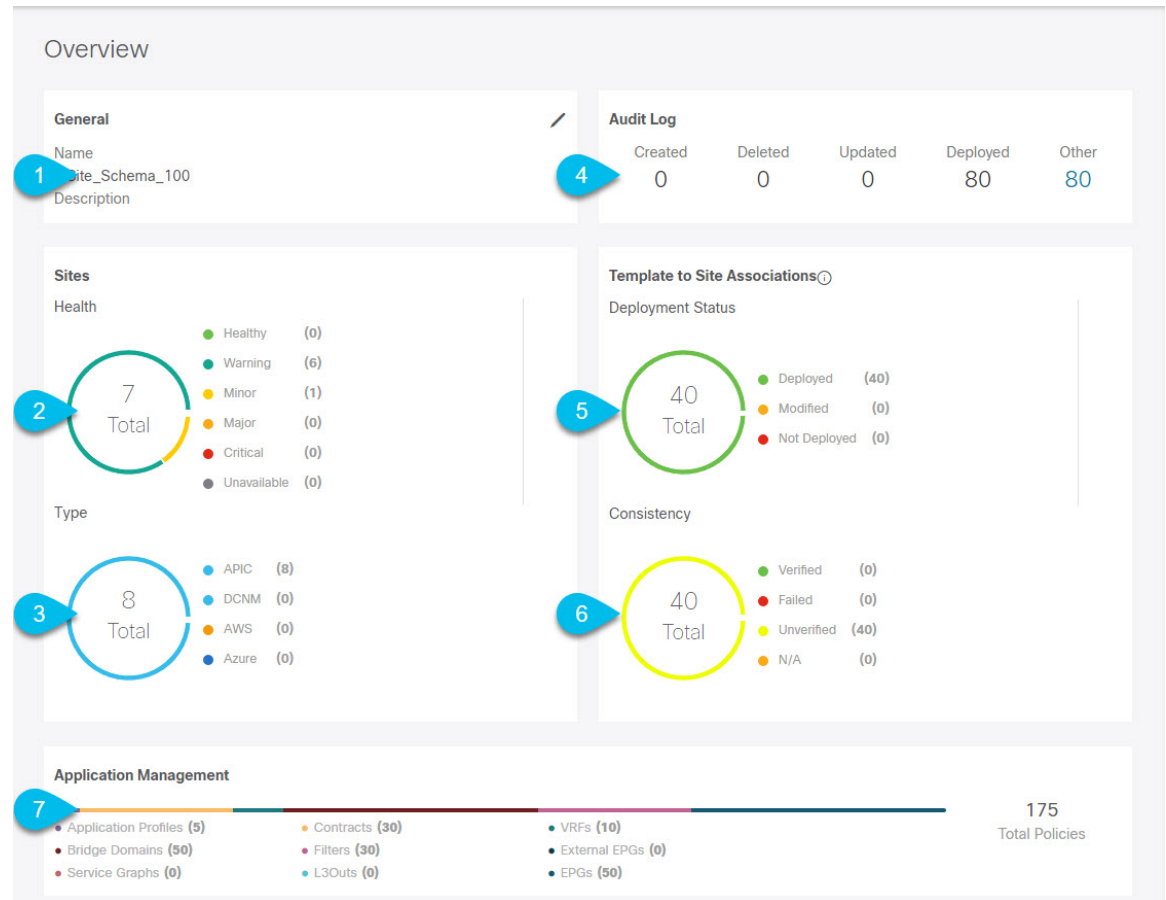 Overview
General
Name
1
Site_Schema_100
Description
Audit Log
Created Deleted Updated Deployed Other
4
0 0 0 80 80
Sites
Health
2
7
Total
Healthy (0)
Warning (6)
Minor (1)
Major (0)
Critical (0)
Unavailable (0)
Type
3
8
Total
APIC (8)
DCNM (0)
AWS (0)
Azure (0)
Template to Site Associations
Deployment Status
5
40
Total
Deployed (40)
Modified (0)
Not Deployed (0)
Consistency
6
40
Total
Verified (0)
Failed (0)
Unverified (40)
N/A (0)
Application Management
7
Application Profiles (5) Contracts (30) VRFs (10)
Bridge Domains (50) Filters (30) External EPGs (0)
Service Graphs (0) L3Outs (0) EPGs (50)
175
Total Policies